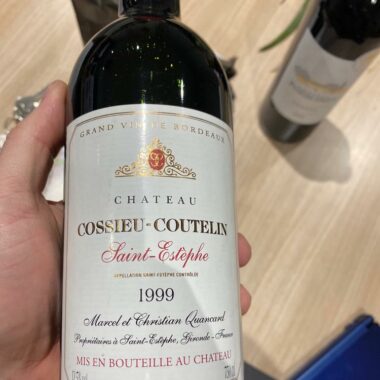 GRAND VIN DE BORDEAUX
CHATEAU
COSSIEU-COUTELIN
Saint-Estèphe
APPELLATION SAINT-ESTÈPHE CONTRÔLÉE
1999
Marcel et Christian Quancard
Propriétaires à Saint-Estèphe, Gironde - France
MIS EN BOUTEILLE AU CHATEAU